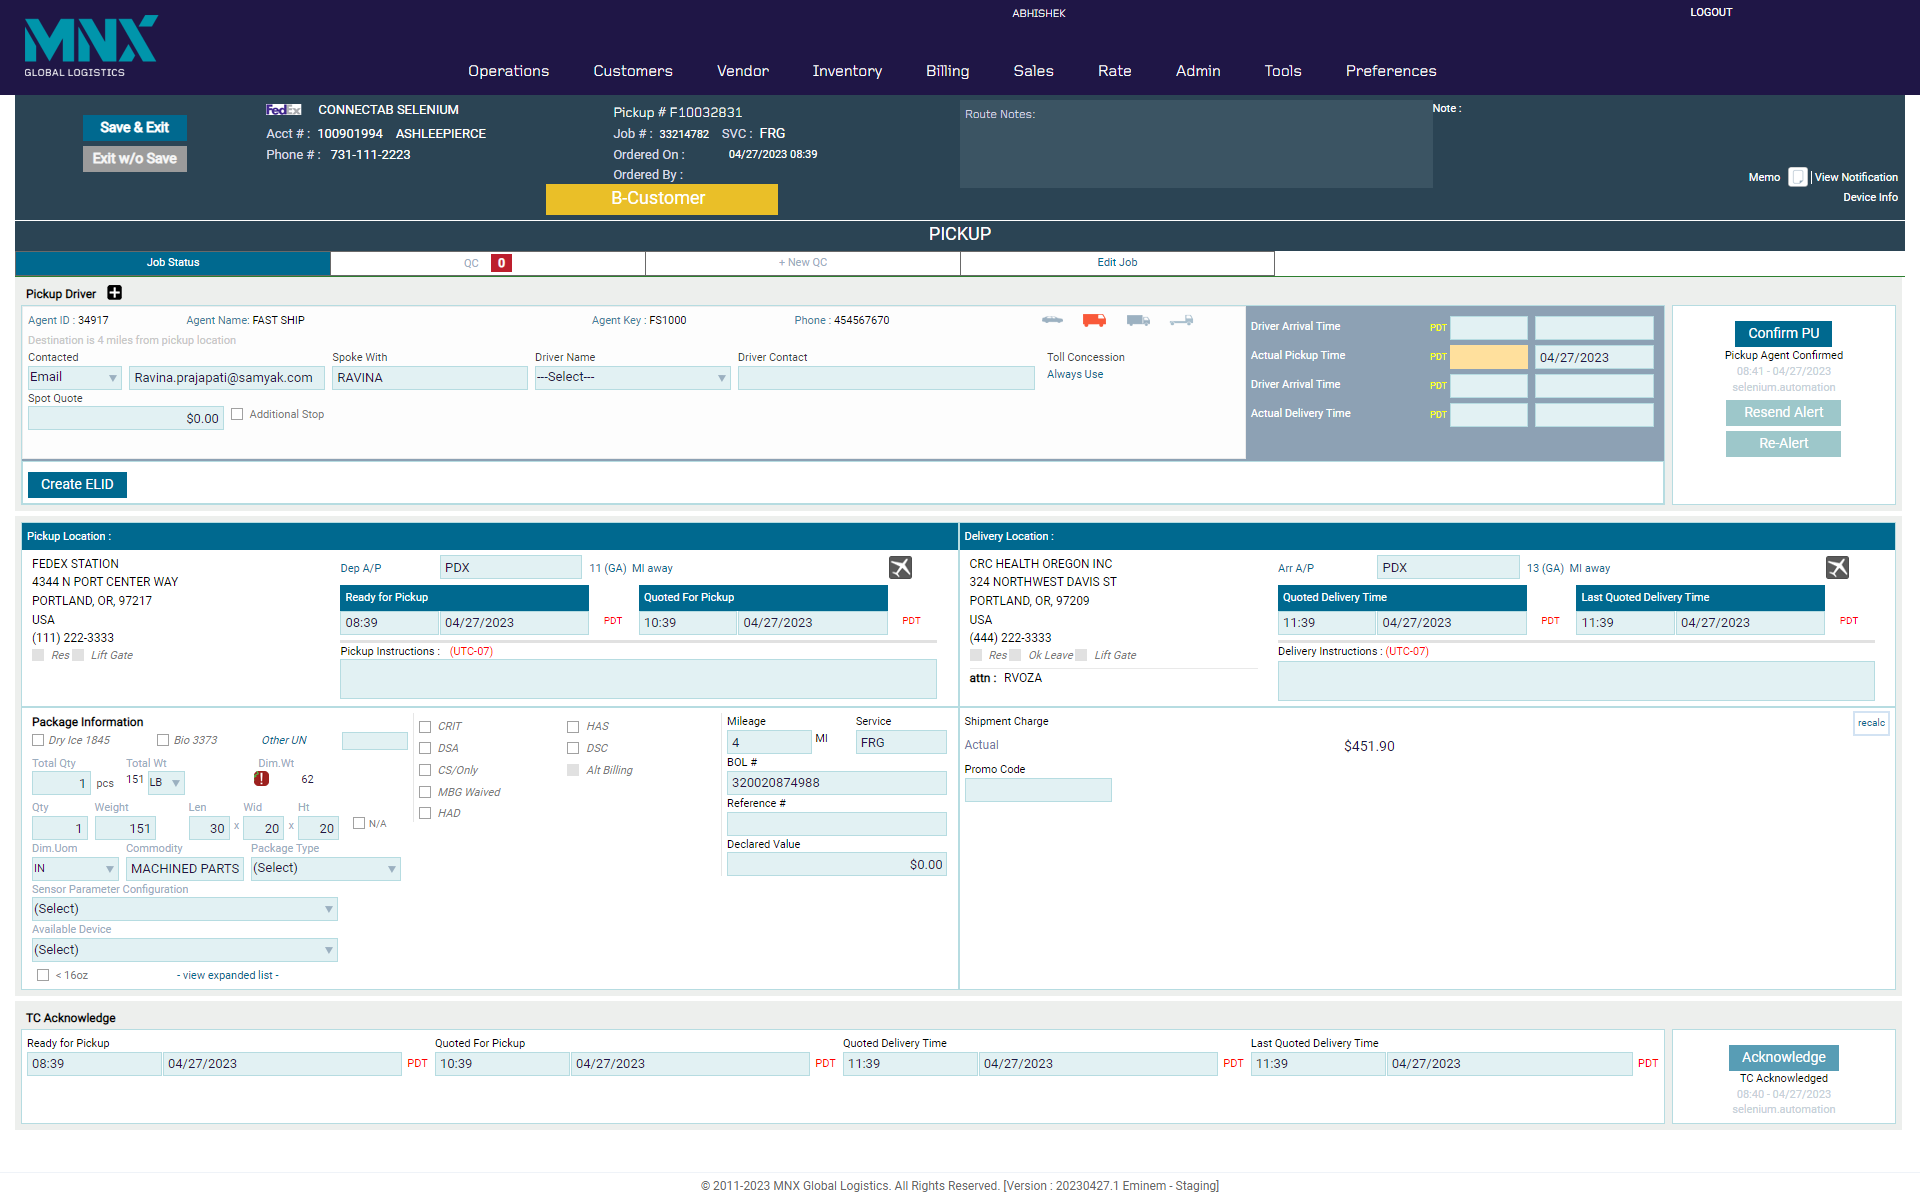 MNX
GLOBAL LOGISTICS
ABHISHEK
LOGOUT
Operations Customers Vendor Inventory Billing Sales Rate Admin Tools Preferences
Save & Exit
Exit w/o Save
FedEx CONNECTAB SELENIUM
Acct # : 100901994 ASHLEEPIERCE
Phone # : 731-111-2223
Pickup # F10032831
Job # : 33214782 SVC : FRG
Ordered On : 04/27/2023 08:39
Ordered By :
B-Customer
Route Notes:
Note :
Memo | View Notification
Device Info
PICKUP
Job Status QC 0 + New QC Edit Job
Pickup Driver
Agent ID : 34917 Agent Name: FAST SHIP Agent Key : FS1000 Phone : 454567670
Destination is 4 miles from pickup location
Contacted Spoke With Driver Name Driver Contact Toll Concession
Email Ravina.prajapati@samyak.com RAVINA ---Select--- Always Use
Spot Quote
$0.00 Additional Stop
Driver Arrival Time PDT
Actual Pickup Time PDT 04/27/2023
Driver Arrival Time PDT
Actual Delivery Time PDT
Confirm PU
Pickup Agent Confirmed
08:41 - 04/27/2023
selenium.automation
Resend Alert
Re-Alert
Create ELID
Pickup Location :
FEDEX STATION
4344 N PORT CENTER WAY
PORTLAND, OR, 97217
USA
(111) 222-3333
Res Lift Gate
Dep A/P PDX 11 (GA) MI away
Ready for Pickup Quoted For Pickup
08:39 04/27/2023 PDT 10:39 04/27/2023 PDT
Pickup Instructions : (UTC-07)
Delivery Location :
CRC HEALTH OREGON INC
324 NORTHWEST DAVIS ST
PORTLAND, OR, 97209
USA
(444) 222-3333
Res Ok Leave Lift Gate
attn : RVOZA
Arr A/P PDX 13 (GA) MI away
Quoted Delivery Time Last Quoted Delivery Time
11:39 04/27/2023 PDT 11:39 04/27/2023 PDT
Delivery Instructions : (UTC-07)
Package Information
Dry Ice 1845 Bio 3373 Other UN
Total Qty Total Wt Dim.Wt
1 pcs 151 LB ! 62
Qty Weight Len Wid Ht
1 151 30 x 20 x 20 N/A
Dim.Uom Commodity Package Type
IN MACHINED PARTS (Select)
Sensor Parameter Configuration
(Select)
Available Device
(Select)
< 16oz - view expanded list -
CRIT HAS
DSA DSC
CS/Only Alt Billing
MBG Waived
HAD
Mileage Service
4 MI FRG
BOL #
320020874988
Reference #
Declared Value
$0.00
Shipment Charge recalc
Actual $451.90
Promo Code
TC Acknowledge
Ready for Pickup Quoted For Pickup Quoted Delivery Time Last Quoted Delivery Time
08:39 04/27/2023 PDT 10:39 04/27/2023 PDT 11:39 04/27/2023 PDT 11:39 04/27/2023 PDT
Acknowledge
TC Acknowledged
08:40 - 04/27/2023
selenium.automation
© 2011-2023 MNX Global Logistics. All Rights Reserved. [Version : 20230427.1 Eminem - Staging]